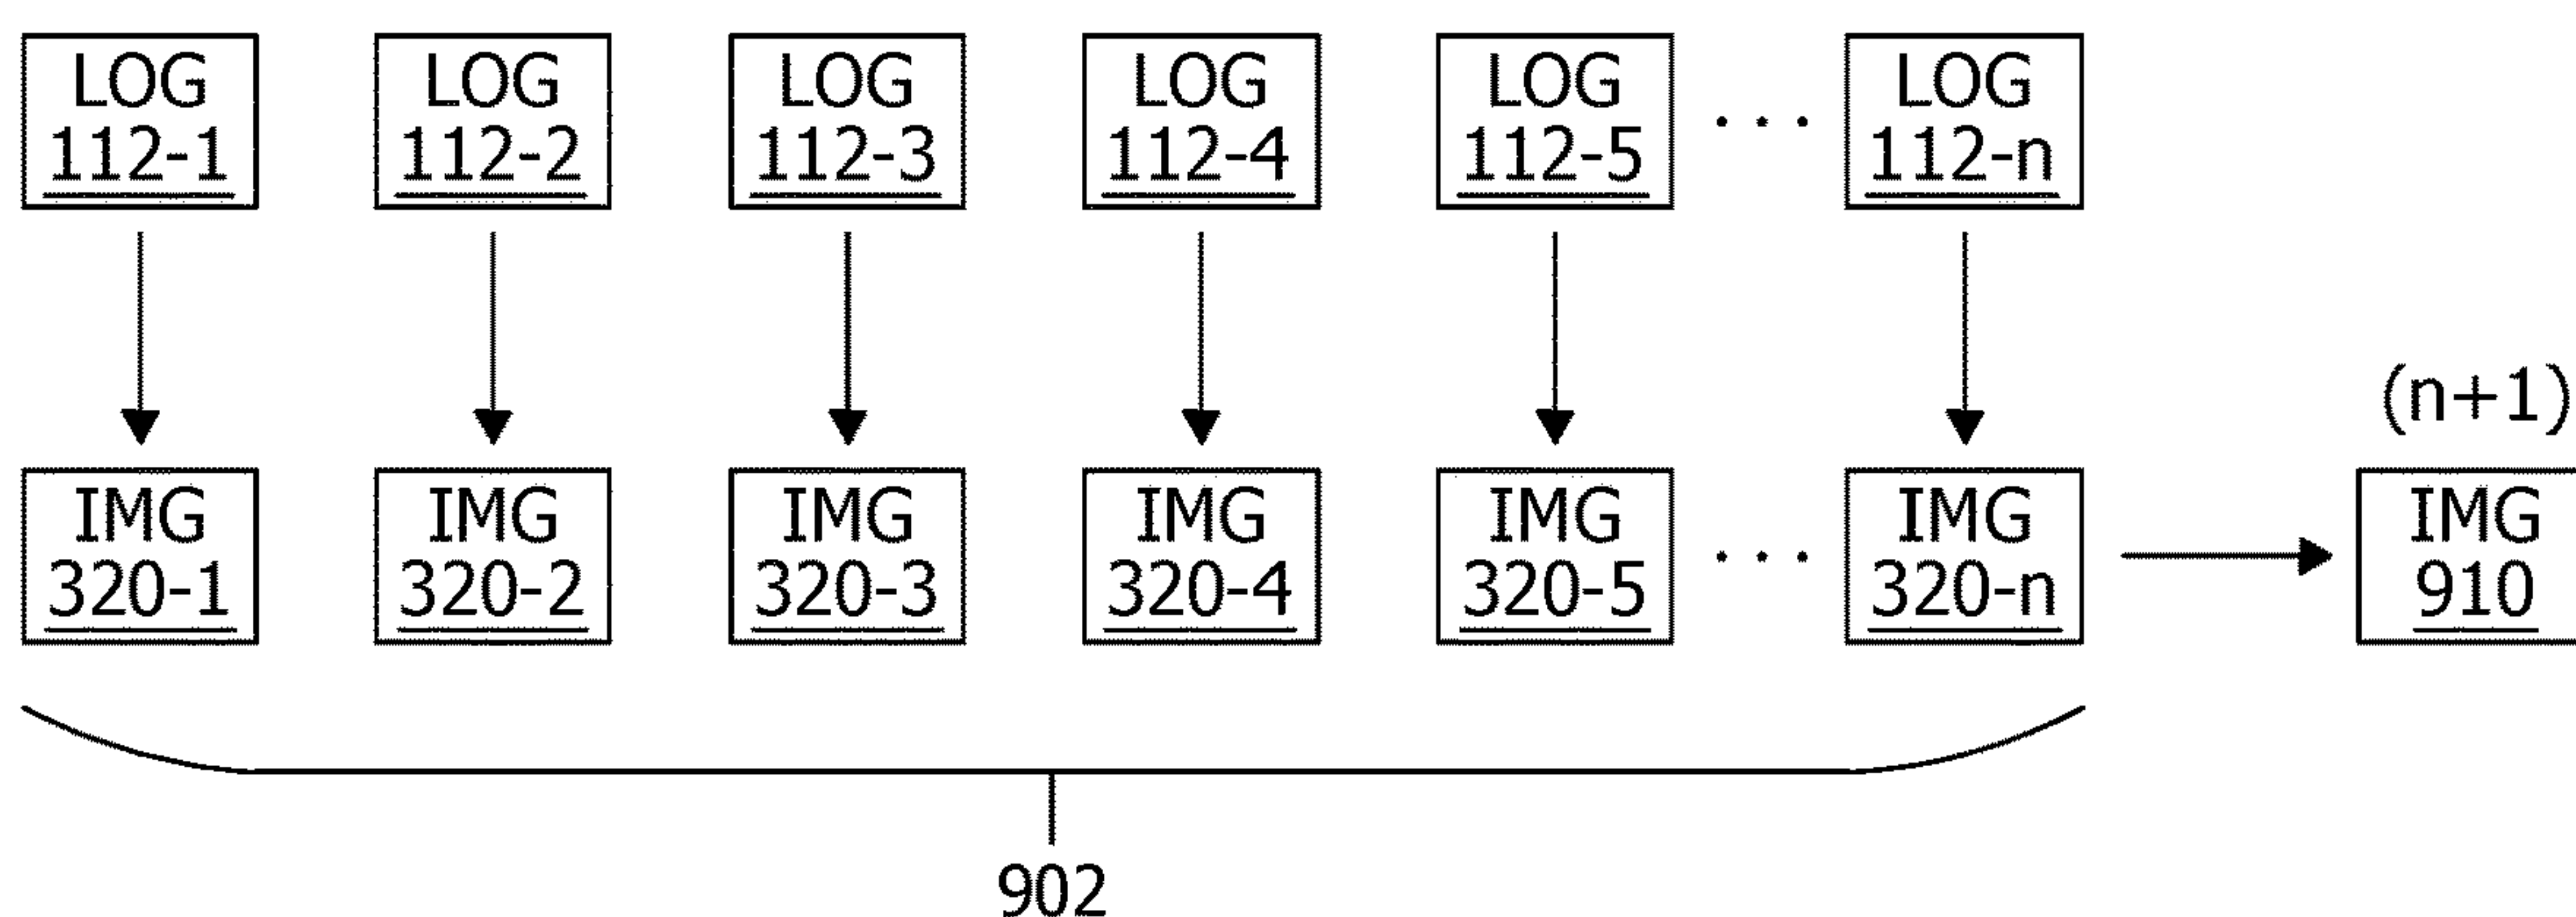 LOG
112-1
LOG
112-2
LOG
112-3
LOG
112-4
LOG
112-5
. . .
LOG
112-n
(n+1)
IMG
320-1
IMG
320-2
IMG
320-3
IMG
320-4
IMG
320-5
. . .
IMG
320-n
IMG
910
902